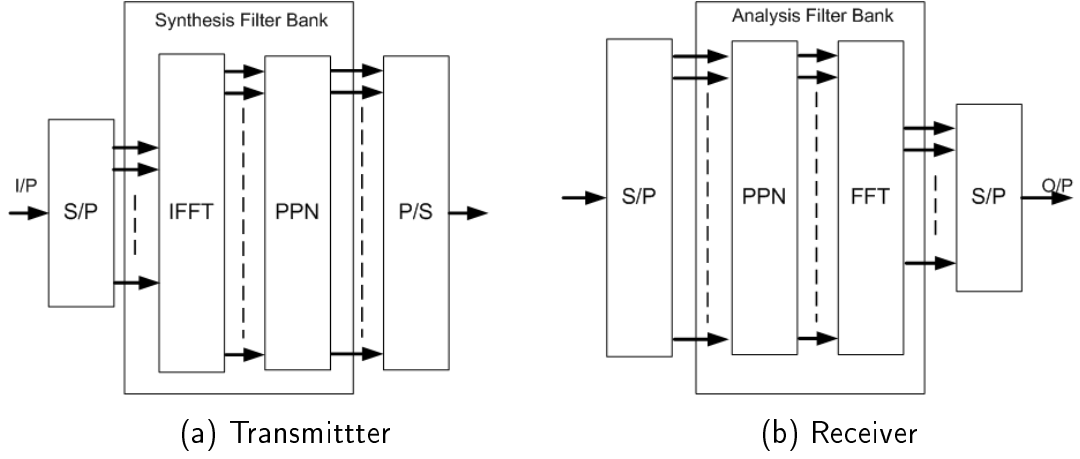 Synthesis Filter Bank
I/P
S/P
IFFT
PPN
P/S
(a) Transmittter
Analysis Filter Bank
S/P
PPN
FFT
S/P
O/P
(b) Receiver